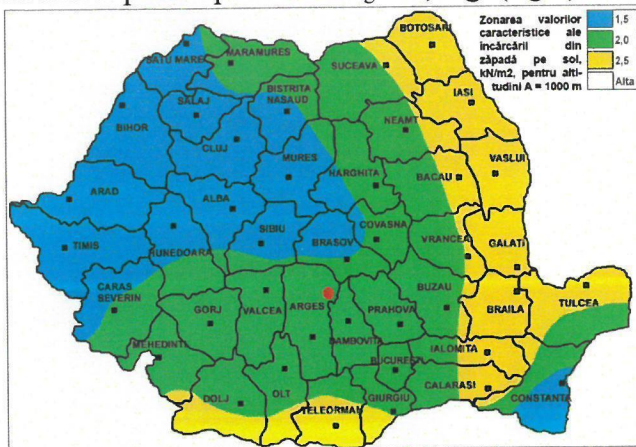 Zonarea valorilor
caracteristice ale
încărcării din
zăpadă pe sol,
kN/m2, pentru alti-
tudini A = 1000 m
1,5
2,0
2,5
Alta
BOTOSARI
SATU MARE
MARAMURES
SUCEAVA
IASI
BISTRITA
NASAUD
SALAJ
BIHOR
NEAMT
CLUJ
MURES
HARGHITA
BACAU
VASLUI
ARAD
ALBA
TIMIS
HUNEDOARA
SIBIU
BRASOV
COVASNA
VRANCEA
GALATI
CARAS
SEVERIN
GORJ
VALCEA
ARGES
PRAHOVA
BUZAU
BRAILA
TULCEA
MEHEDINTI
DAMBOVITA
IALOMITA
BUCURESTI
CALARASI
DOLJ
OLT
GIURGIU
TELEORMAN
CONSTANTA